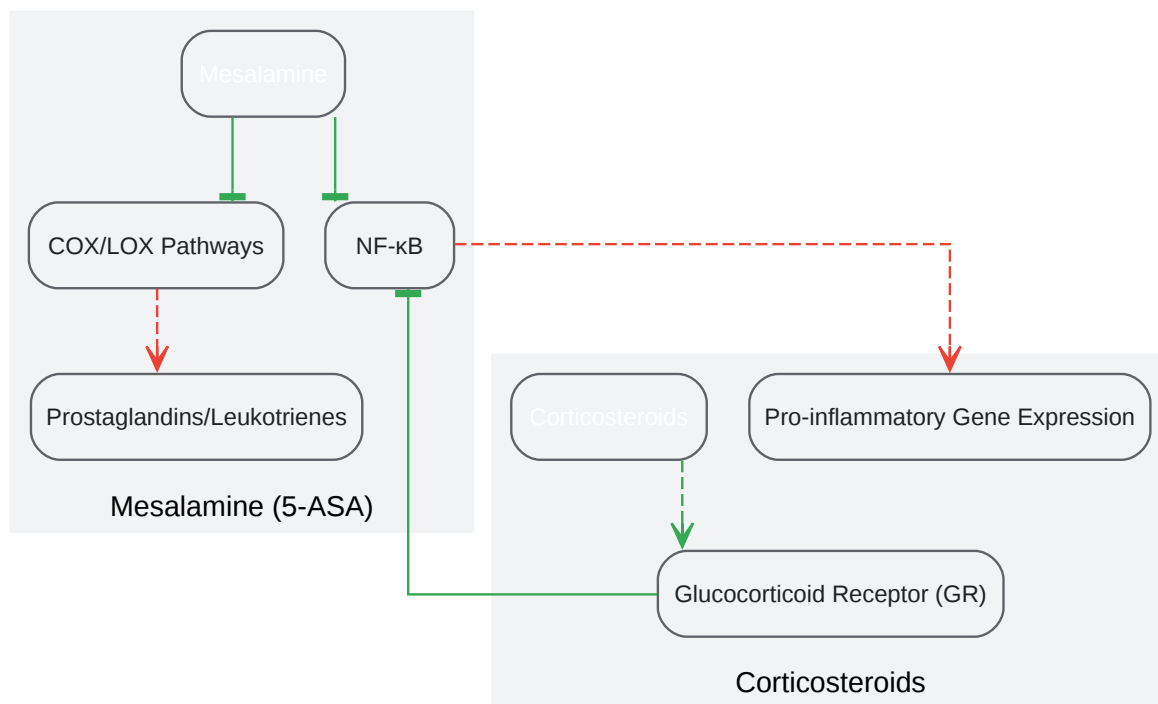 Mesalamine
COX/LOX Pathways
NF-κB
Prostaglandins/Leukotrienes
Mesalamine (5-ASA)
Corticosteroids
Pro-inflammatory Gene Expression
Glucocorticoid Receptor (GR)
Corticosteroids